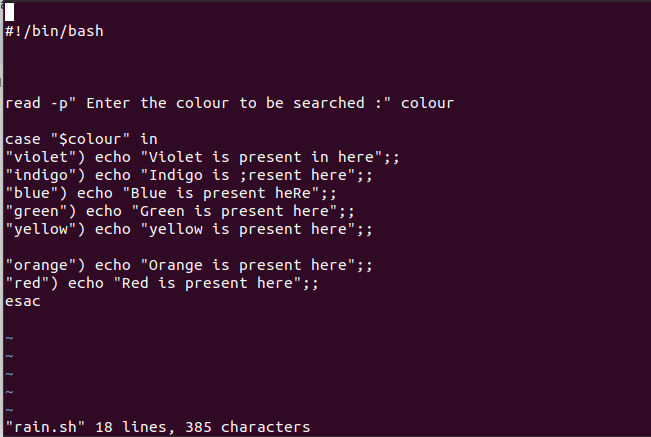 #!/bin/bash
read -p" Enter the colour to be searched :" colour
case "$colour" in
"violet") echo "Violet is present in here";;
"indigo") echo "Indigo is ;resent here";;
"blue") echo "Blue is present heRe";;
"green") echo "Green is present here";;
"yellow") echo "yellow is present here";;
"orange") echo "Orange is present here";;
"red") echo "Red is present here";;
esac
~
~
~
~
~
"rain.sh" 18 lines, 385 characters